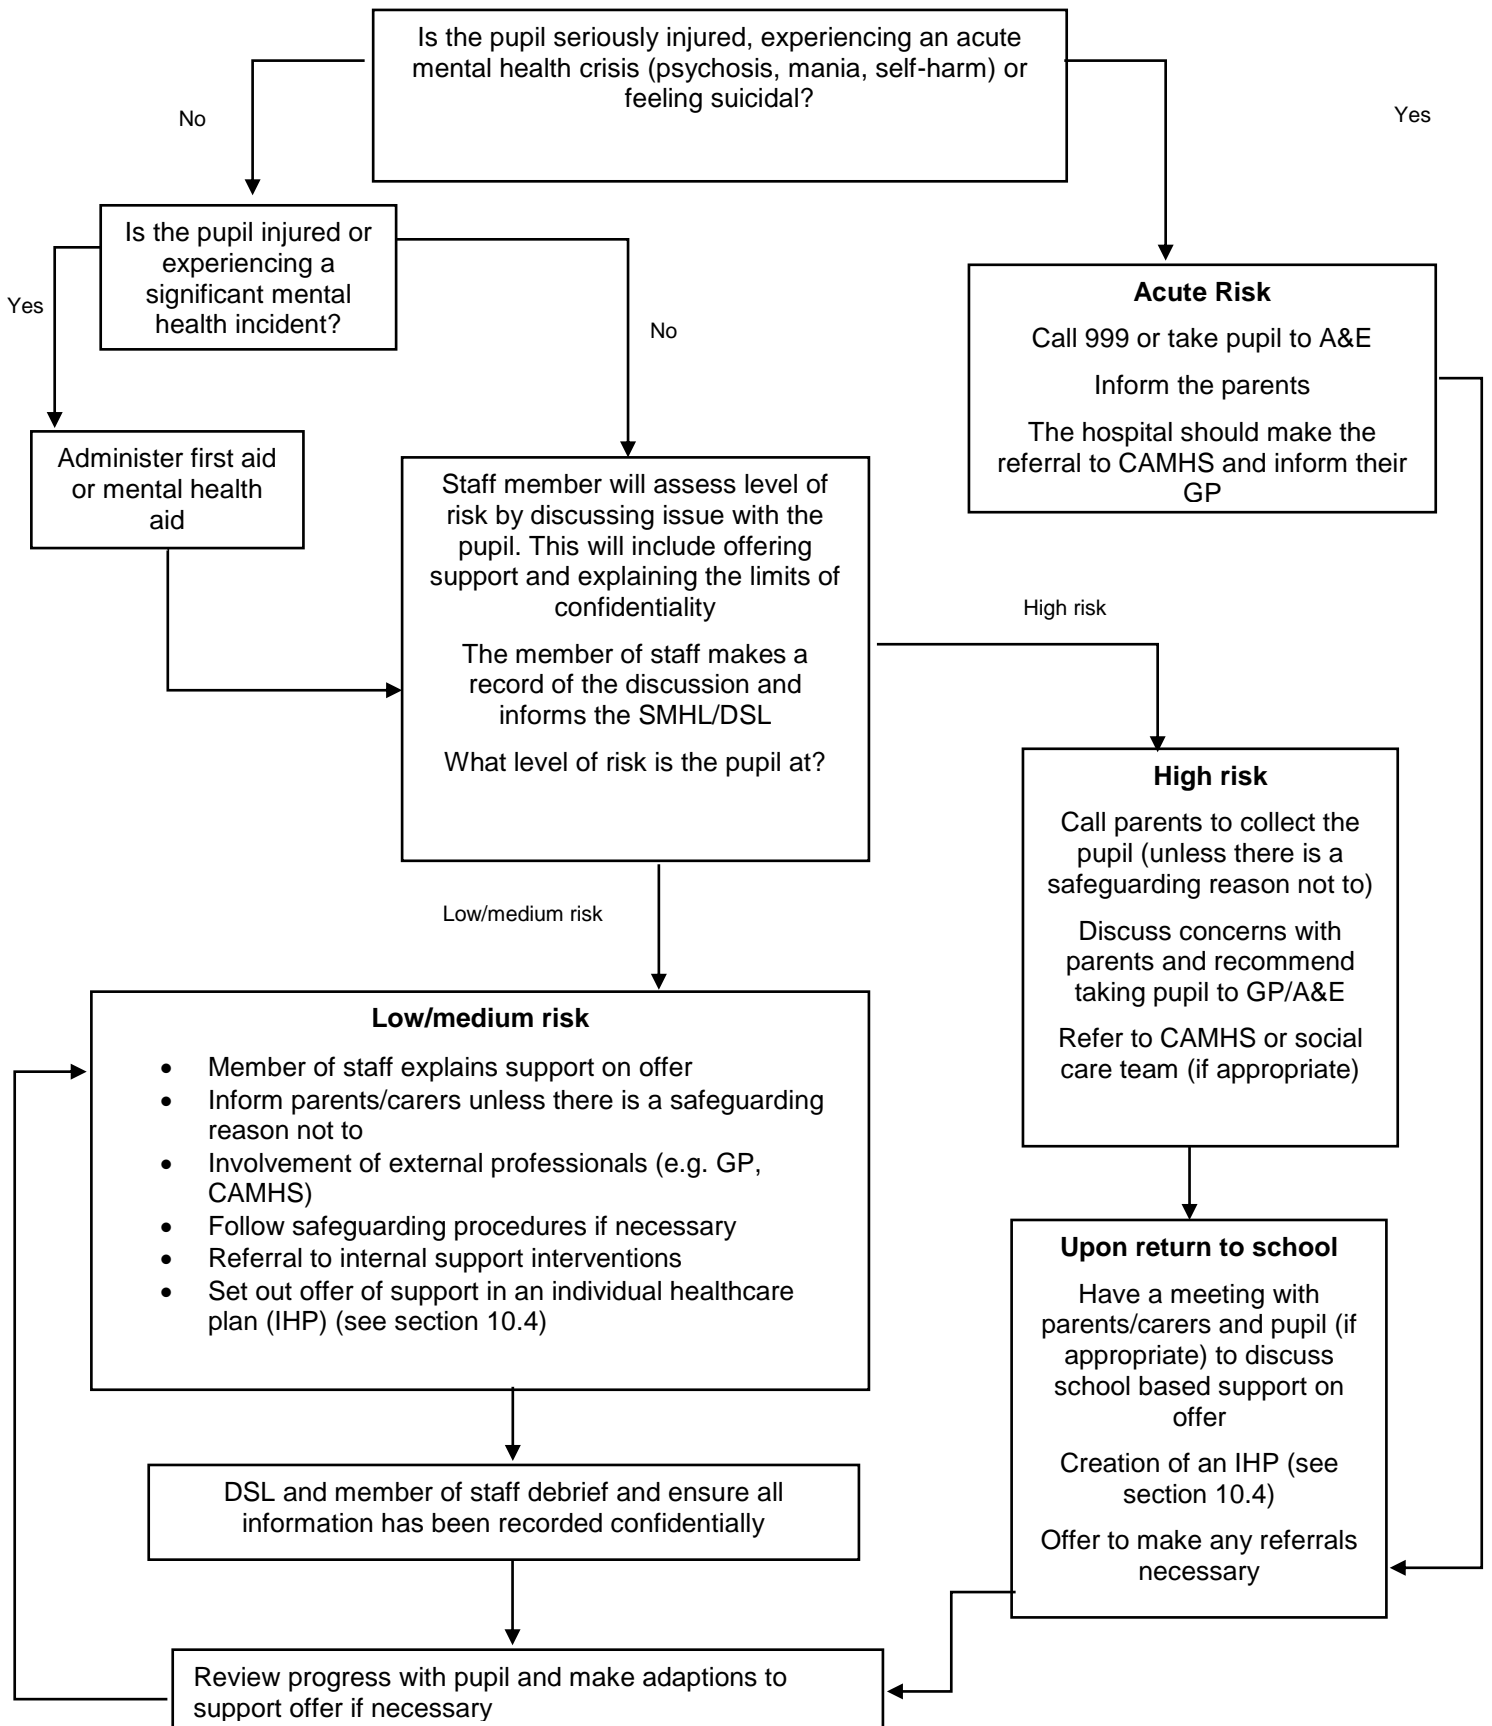 Is the pupil seriously injured, experiencing an acute
mental health crisis (psychosis, mania, self-harm) or
feeling suicidal?
No
Yes
Is the pupil injured or
experiencing a
significant mental
health incident?
Yes
No
Acute Risk
Call 999 or take pupil to A&E
Inform the parents
The hospital should make the
referral to CAMHS and inform their
GP
Administer first aid
or mental health
aid
Staff member will assess level of
risk by discussing issue with the
pupil. This will include offering
support and explaining the limits of
confidentiality
The member of staff makes a
record of the discussion and
informs the SMHL/DSL
What level of risk is the pupil at?
High risk
High risk
Call parents to collect the
pupil (unless there is a
safeguarding reason not to)
Discuss concerns with
parents and recommend
taking pupil to GP/A&E
Refer to CAMHS or social
care team (if appropriate)
Low/medium risk
Low/medium risk
• Member of staff explains support on offer
• Inform parents/carers unless there is a safeguarding
reason not to
• Involvement of external professionals (e.g. GP,
CAMHS)
• Follow safeguarding procedures if necessary
• Referral to internal support interventions
• Set out offer of support in an individual healthcare
plan (IHP) (see section 10.4)
Upon return to school
Have a meeting with
parents/carers and pupil (if
appropriate) to discuss
school based support on
offer
Creation of an IHP (see
section 10.4)
Offer to make any referrals
necessary
DSL and member of staff debrief and ensure all
information has been recorded confidentially
Review progress with pupil and make adaptions to
support offer if necessary